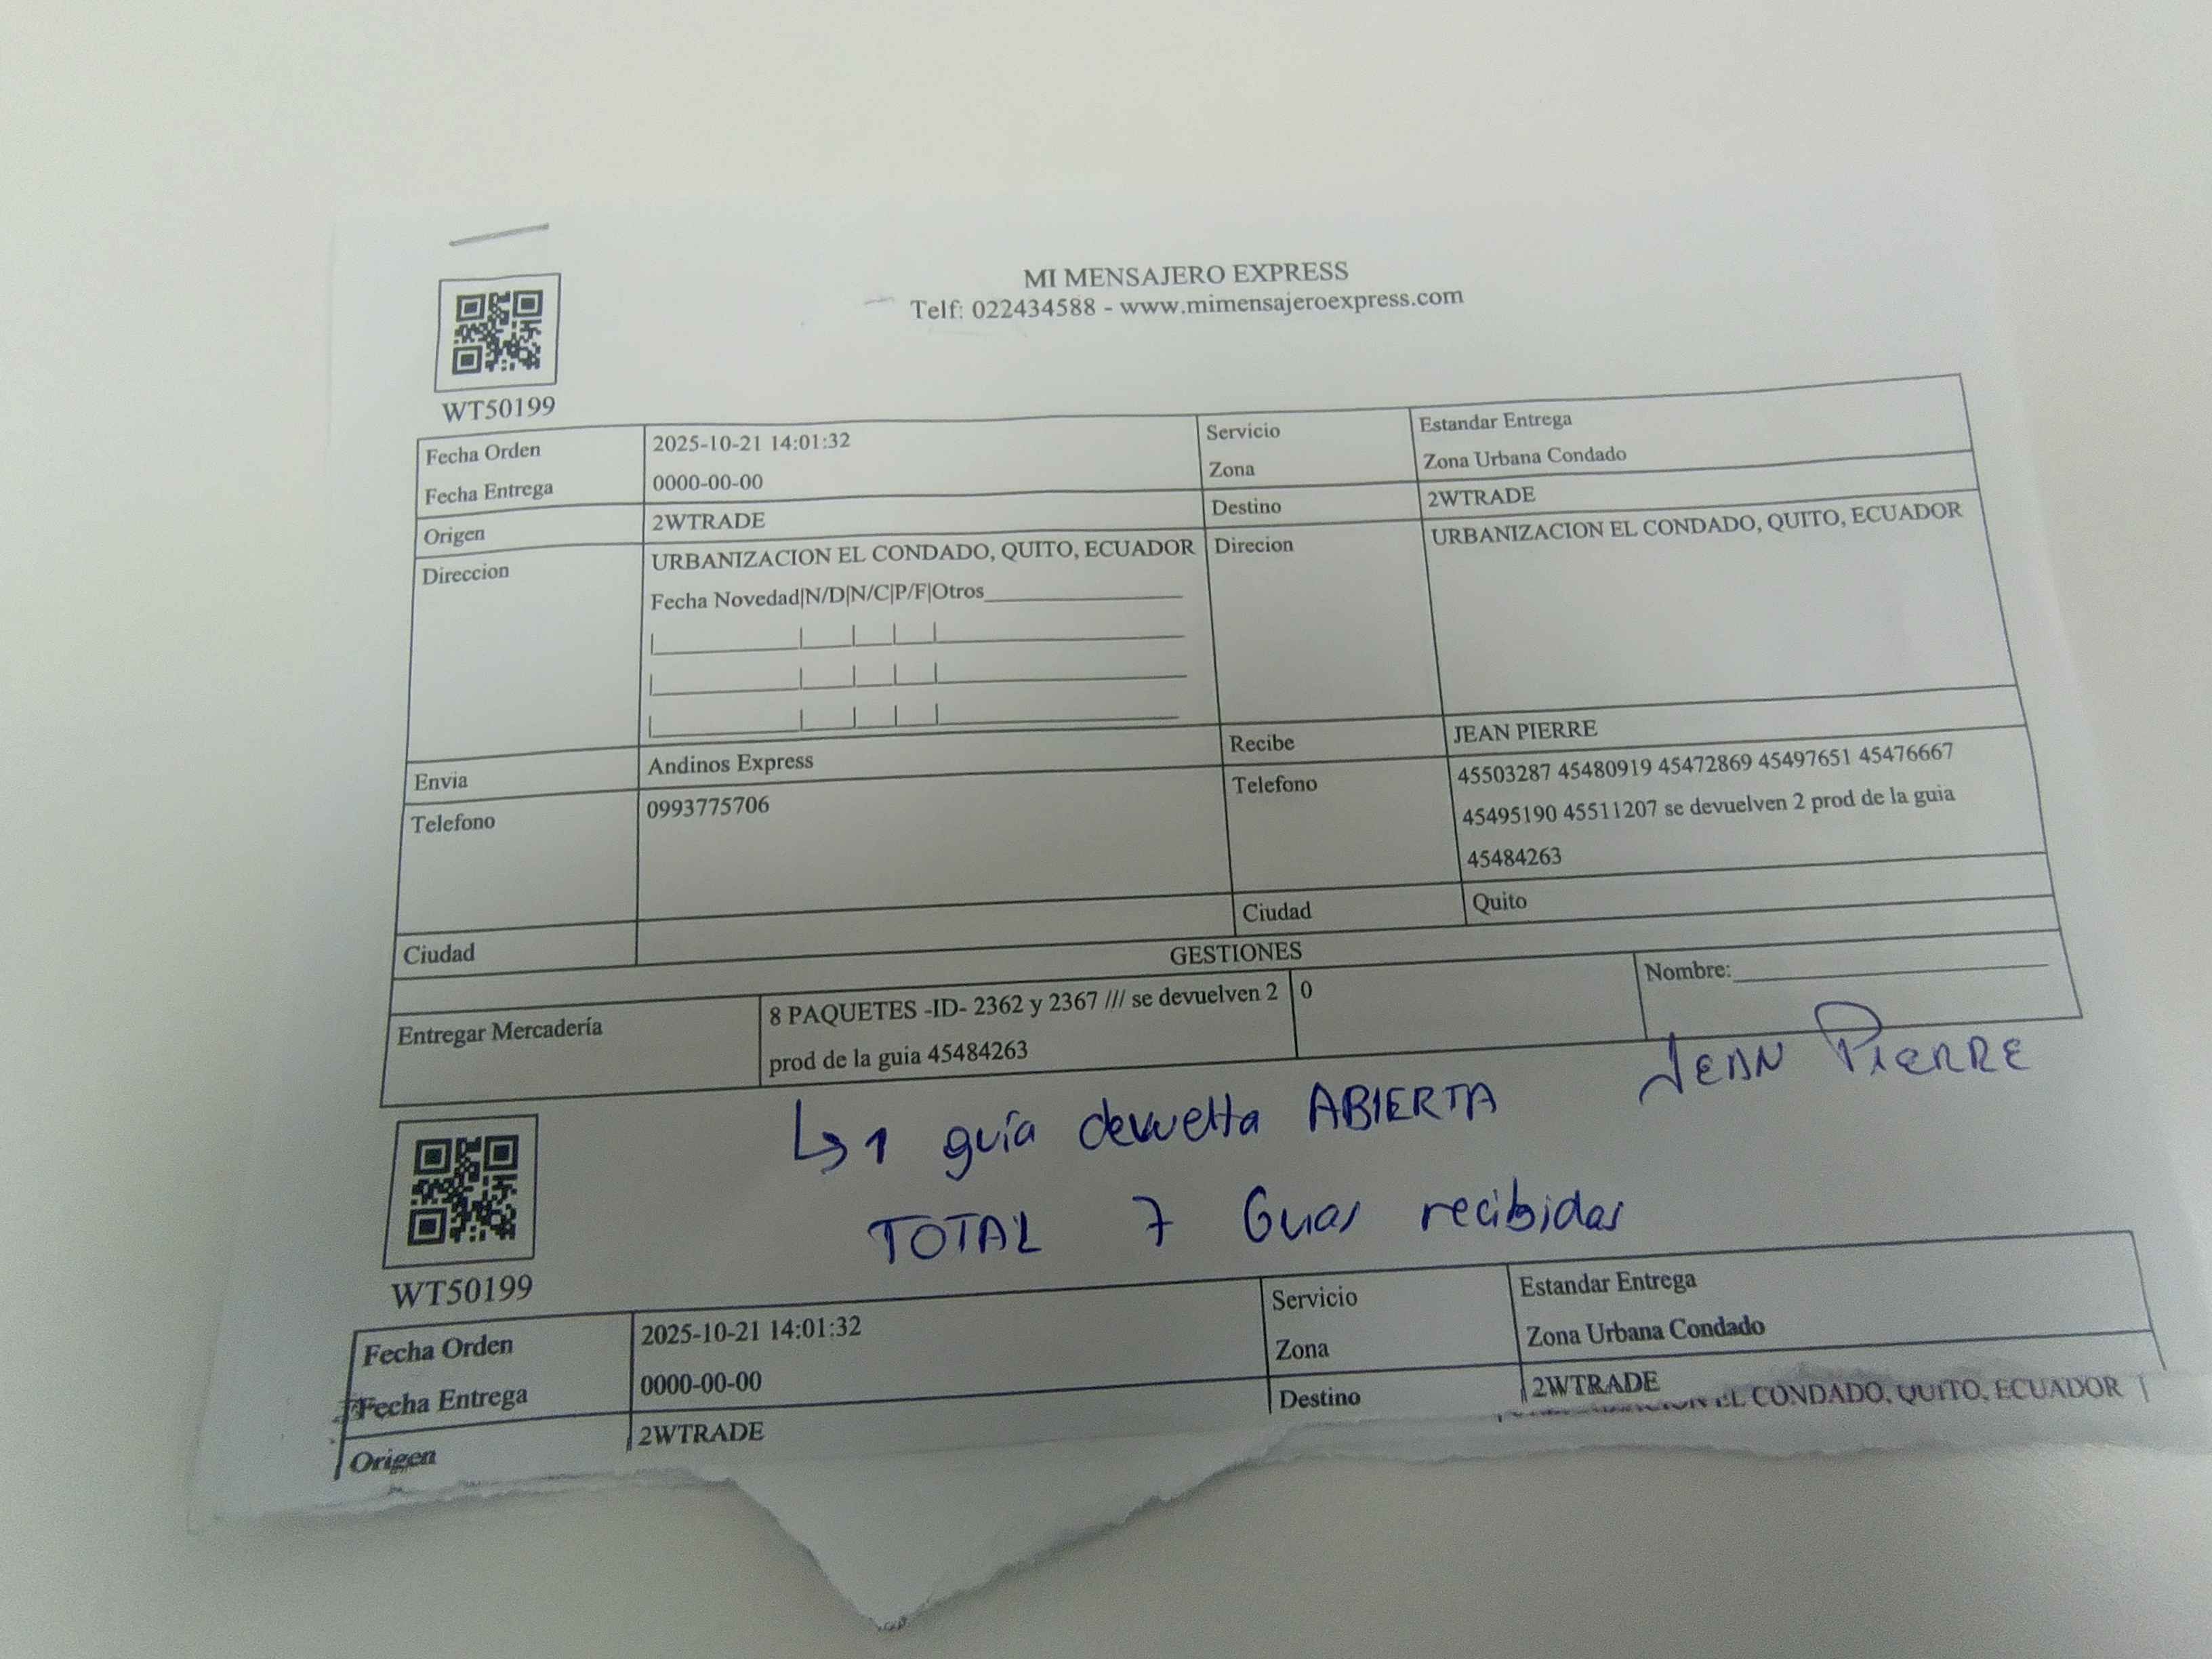 MI MENSAJERO EXPRESS
Telf: 022434588 - www.mimensajeroexpress.com
WT50199
Fecha Orden 2025-10-21 14:01:32 Servicio Estandar Entrega
Fecha Entrega 0000-00-00 Zona Zona Urbana Condado
Origen 2WTRADE Destino 2WTRADE
Direccion URBANIZACION EL CONDADO, QUITO, ECUADOR Direcion URBANIZACION EL CONDADO, QUITO, ECUADOR
Fecha Novedad|N/D|N/C|P/F|Otros
Envia Andinos Express Recibe JEAN PIERRE
Telefono 0993775706 Telefono 45503287 45480919 45472869 45497651 45476667
45495190 45511207 se devuelven 2 prod de la guia
45484263
Ciudad Ciudad Quito
GESTIONES
Entregar Mercadería 8 PAQUETES -ID- 2362 y 2367 /// se devuelven 2 0 Nombre:
prod de la guia 45484263
JEAN PIERRE
↳ 1 guía devuelta ABIERTA
TOTAL 7 Guas recibidas
WT50199
Fecha Orden 2025-10-21 14:01:32 Servicio Estandar Entrega
Fecha Entrega 0000-00-00 Zona Zona Urbana Condado
Origen 2WTRADE Destino 2WTRADE
EL CONDADO, QUITO, ECUADOR